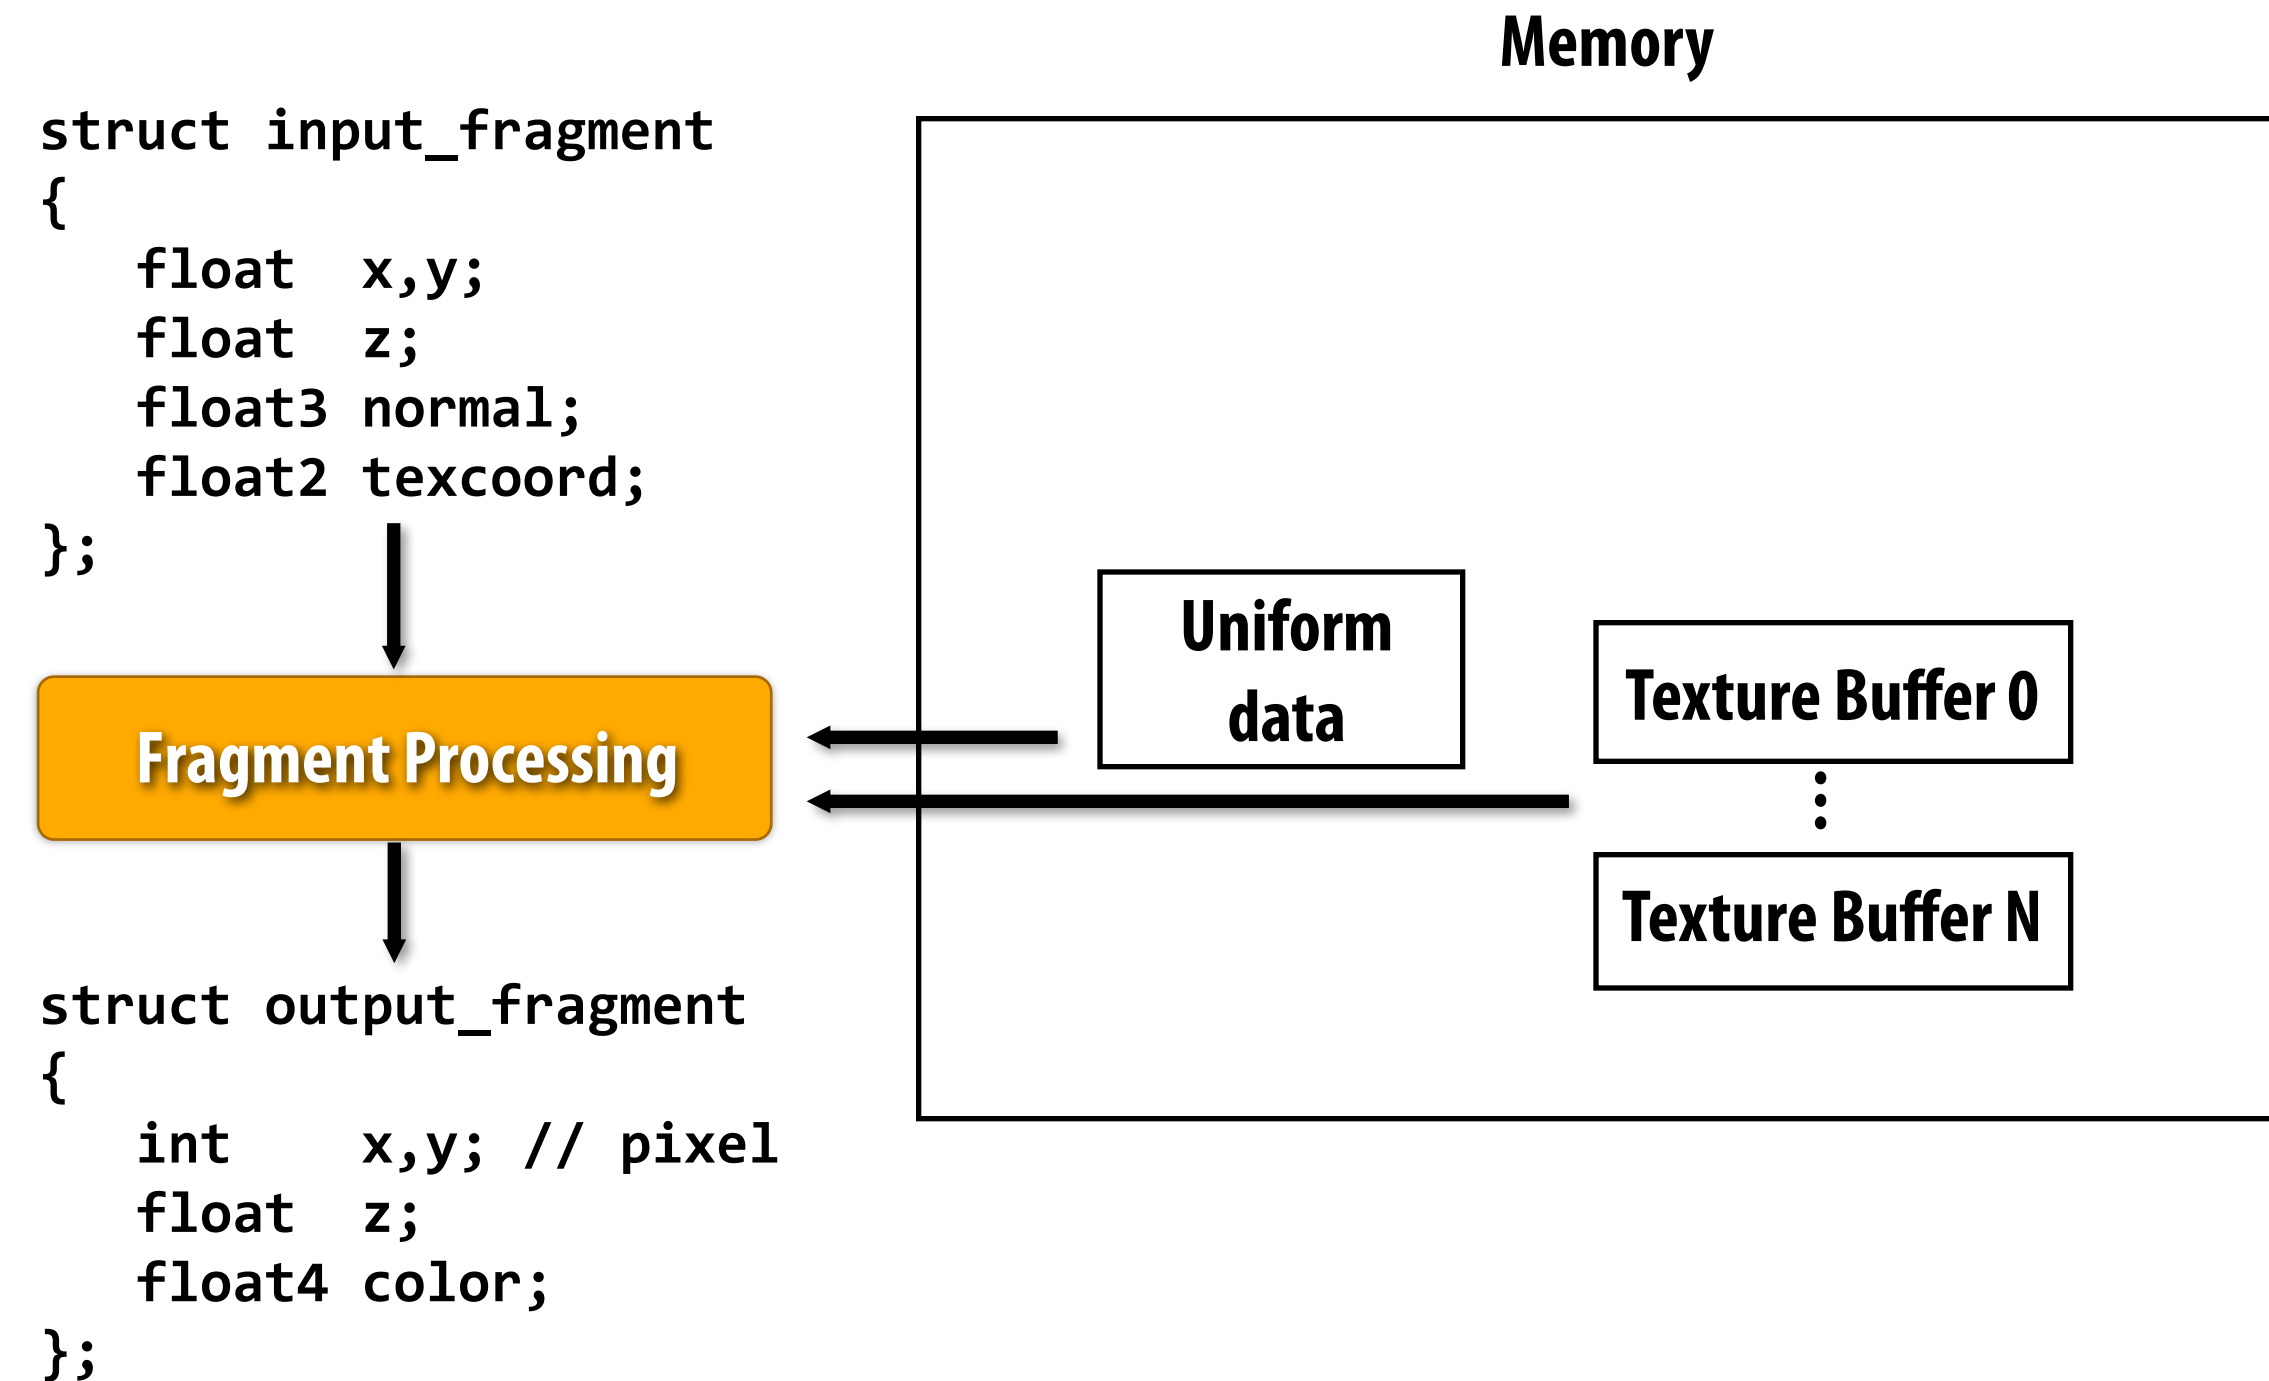 Memory
struct input_fragment
{
   float  x,y;
   float  z;
   float3 normal;
   float2 texcoord;
};
Uniform
data
Texture Buffer 0
Fragment Processing
Texture Buffer N
struct output_fragment
{
   int    x,y; // pixel
   float  z;
   float4 color;
};